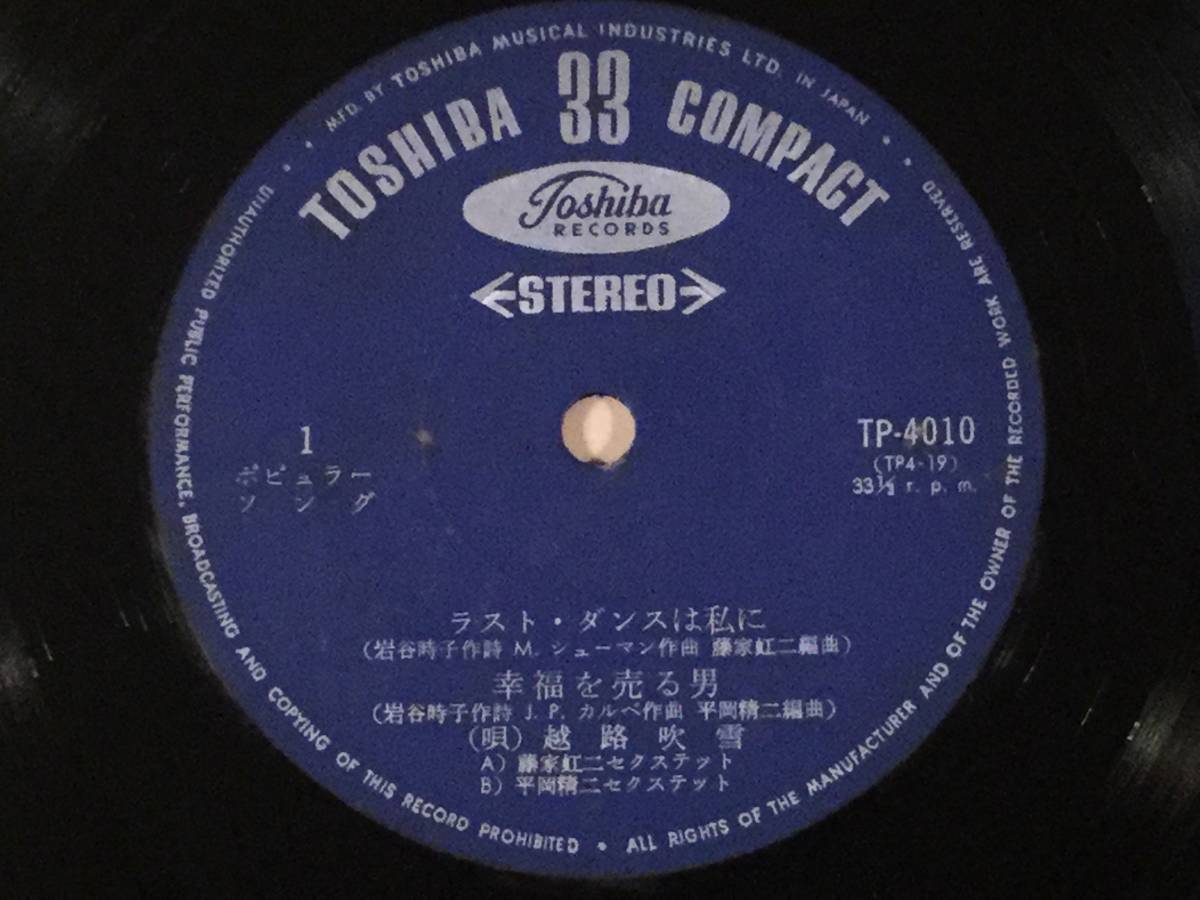 MFD. BY TOSHIBA MUSICAL INDUSTRIES LTD. IN JAPAN
TOSHIBA 33 COMPACT
Toshiba
RECORDS
STEREO
1
ポピュラー
ソング
TP-4010
(TP4-19)
33⅓ r. p. m.
ラスト・ダンスは私に
(岩谷時子作詩 M. シューマン作曲 藤家虹二編曲)
幸福を売る男
(岩谷時子作詩 J. P. カルベ作曲 平岡精二編曲)
(唄) 越路吹雪
A) 藤家虹二セクステット
B) 平岡精二セクステット
UNAUTHORIZED PUBLIC PERFORMANCE, BROADCASTING AND COPYING OF THIS RECORD PROHIBITED • ALL RIGHTS OF THE MANUFACTURER AND OF THE OWNER OF THE RECORDED WORK ARE RESERVED